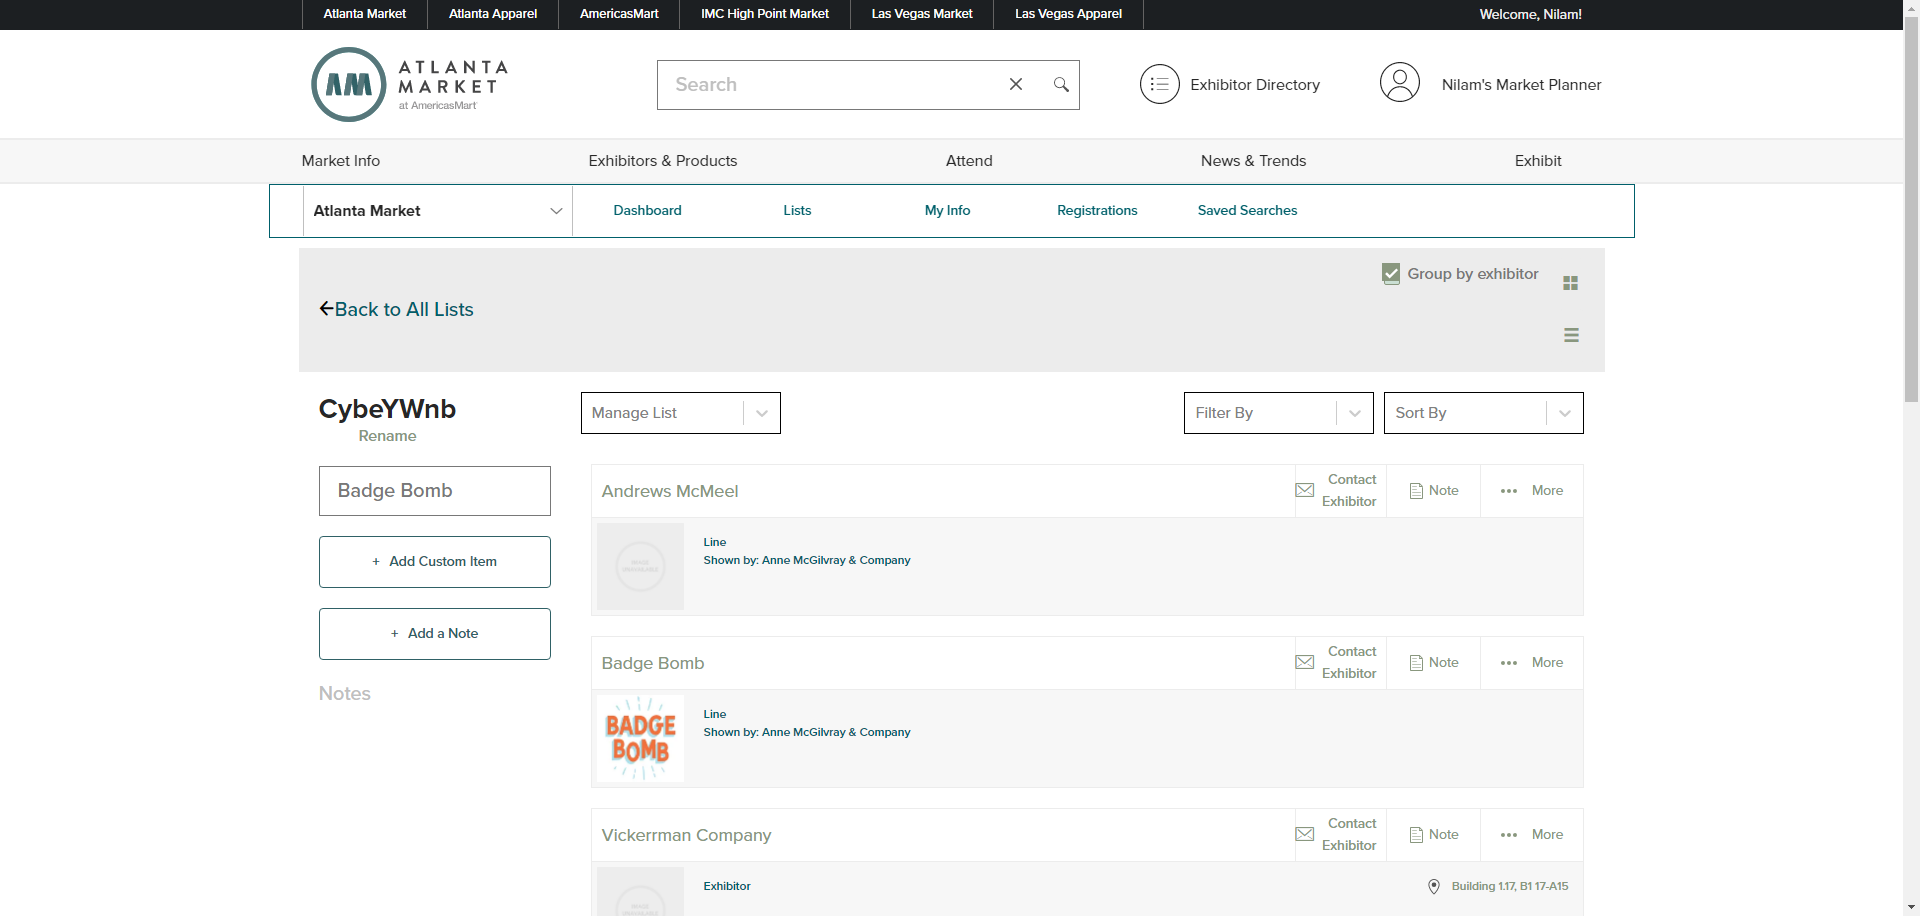 Atlanta Market
Atlanta Apparel
AmericasMart
IMC High Point Market
Las Vegas Market
Las Vegas Apparel
Welcome, Nilam!
AM
ATLANTA
MARKET
at AmericasMart
Search
Exhibitor Directory
Nilam's Market Planner
Market Info
Exhibitors & Products
Attend
News & Trends
Exhibit
Atlanta Market
Dashboard
Lists
My Info
Registrations
Saved Searches
Group by exhibitor
Back to All Lists
CybeYWnb
Rename
Manage List
Filter By
Sort By
Badge Bomb
+ Add Custom Item
+ Add a Note
Notes
Andrews McMeel
Contact
Exhibitor
Note
More
Line
Shown by: Anne McGilvray & Company
Badge Bomb
Contact
Exhibitor
Note
More
BADGE
BOMB
Line
Shown by: Anne McGilvray & Company
Vickerrman Company
Contact
Exhibitor
Note
More
Exhibitor
Building 1.17, B1 17-A15